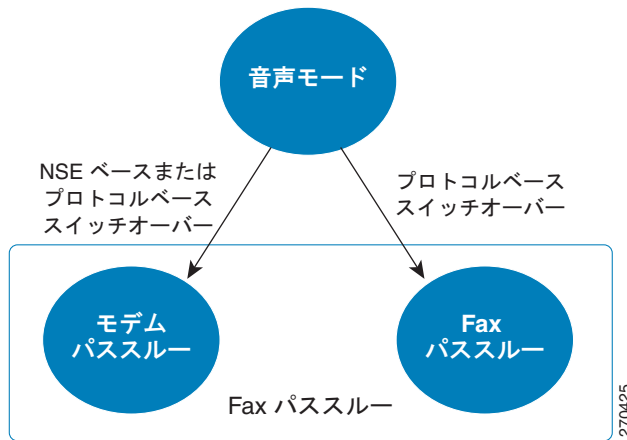 音声モード
NSE ベースまたは
プロトコルベース
スイッチオーバー
プロトコルベース
スイッチオーバー
モデム
パススルー
Fax
パススルー
Fax パススルー
270425